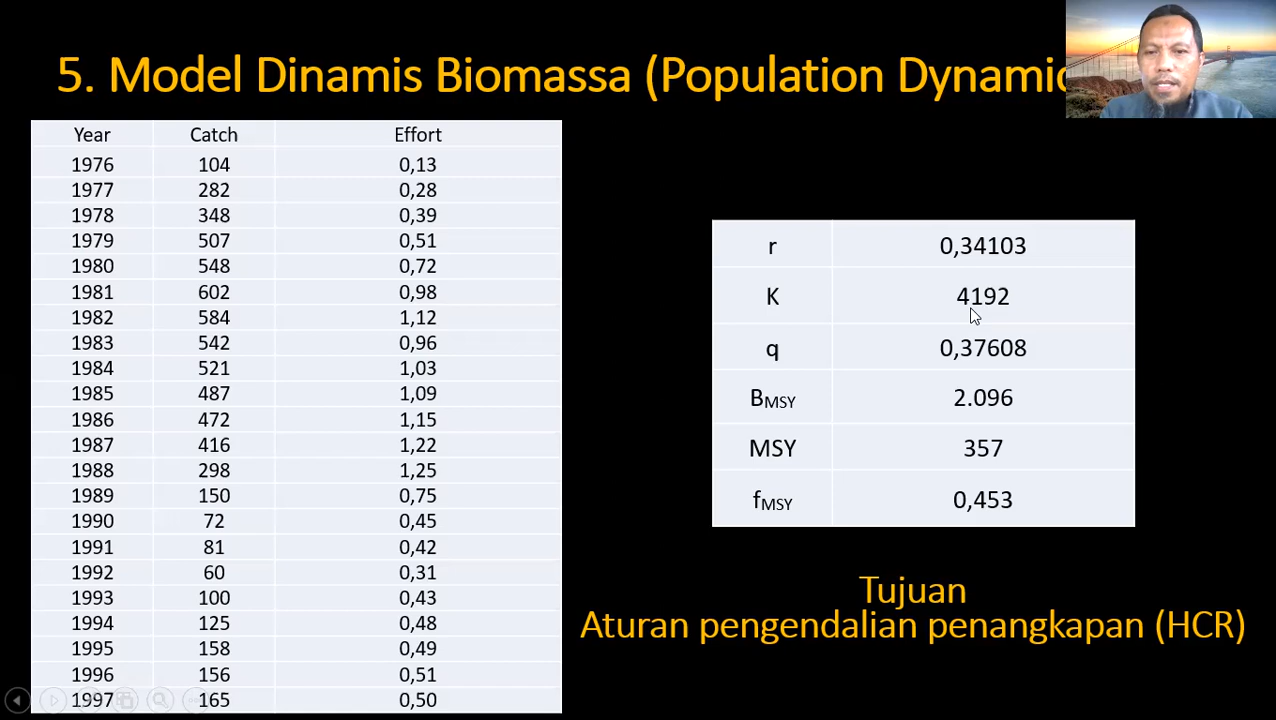 5. Model Dinamis Biomassa (Population Dynamic
Year Catch Effort
1976 104 0,13
1977 282 0,28
1978 348 0,39
1979 507 0,51
1980 548 0,72
1981 602 0,98
1982 584 1,12
1983 542 0,96
1984 521 1,03
1985 487 1,09
1986 472 1,15
1987 416 1,22
1988 298 1,25
1989 150 0,75
1990 72 0,45
1991 81 0,42
1992 60 0,31
1993 100 0,43
1994 125 0,48
1995 158 0,49
1996 156 0,51
1997 165 0,50
r 0,34103
K 4192
q 0,37608
BMSY 2.096
MSY 357
fMSY 0,453
Tujuan
Aturan pengendalian penangkapan (HCR)